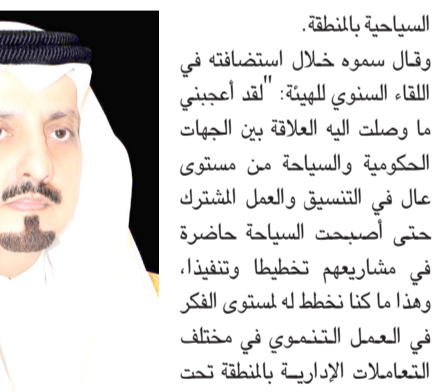 السياحية بالمنطقة.
وقال سموه خلال استضافته في
اللقاء السنوي للهيئة: "لقد أعجبني
ما وصلت اليه العلاقة بين الجهات
الحكومية والسياحة من مستوى
عال في التنسيق والعمل المشترك
حتى أصبحت السياحة حاضرة
في مشاريعهم تخطيطا وتنفيذا،
وهذا ما كنا نخطط له لمستوى الفكر
في العمل التنموي في مختلف
التعاملات الإدارية بالمنطقة تحت